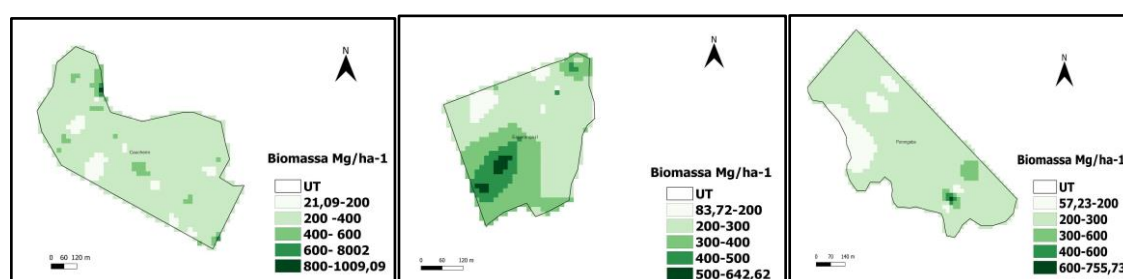 N
Biomassa Mg/ha-1
UT
21,09-200
200 -400
400- 600
600- 8002
800-1009,09
0 60 120 m
N
Biomassa Mg/ha-1
UT
83,72-200
200-300
300-400
400-500
500-642,62
0 60 120 m
N
Biomassa Mg/ha-1
UT
57,23-200
200-300
300-600
400-600
600-755,73
0 70 140 m